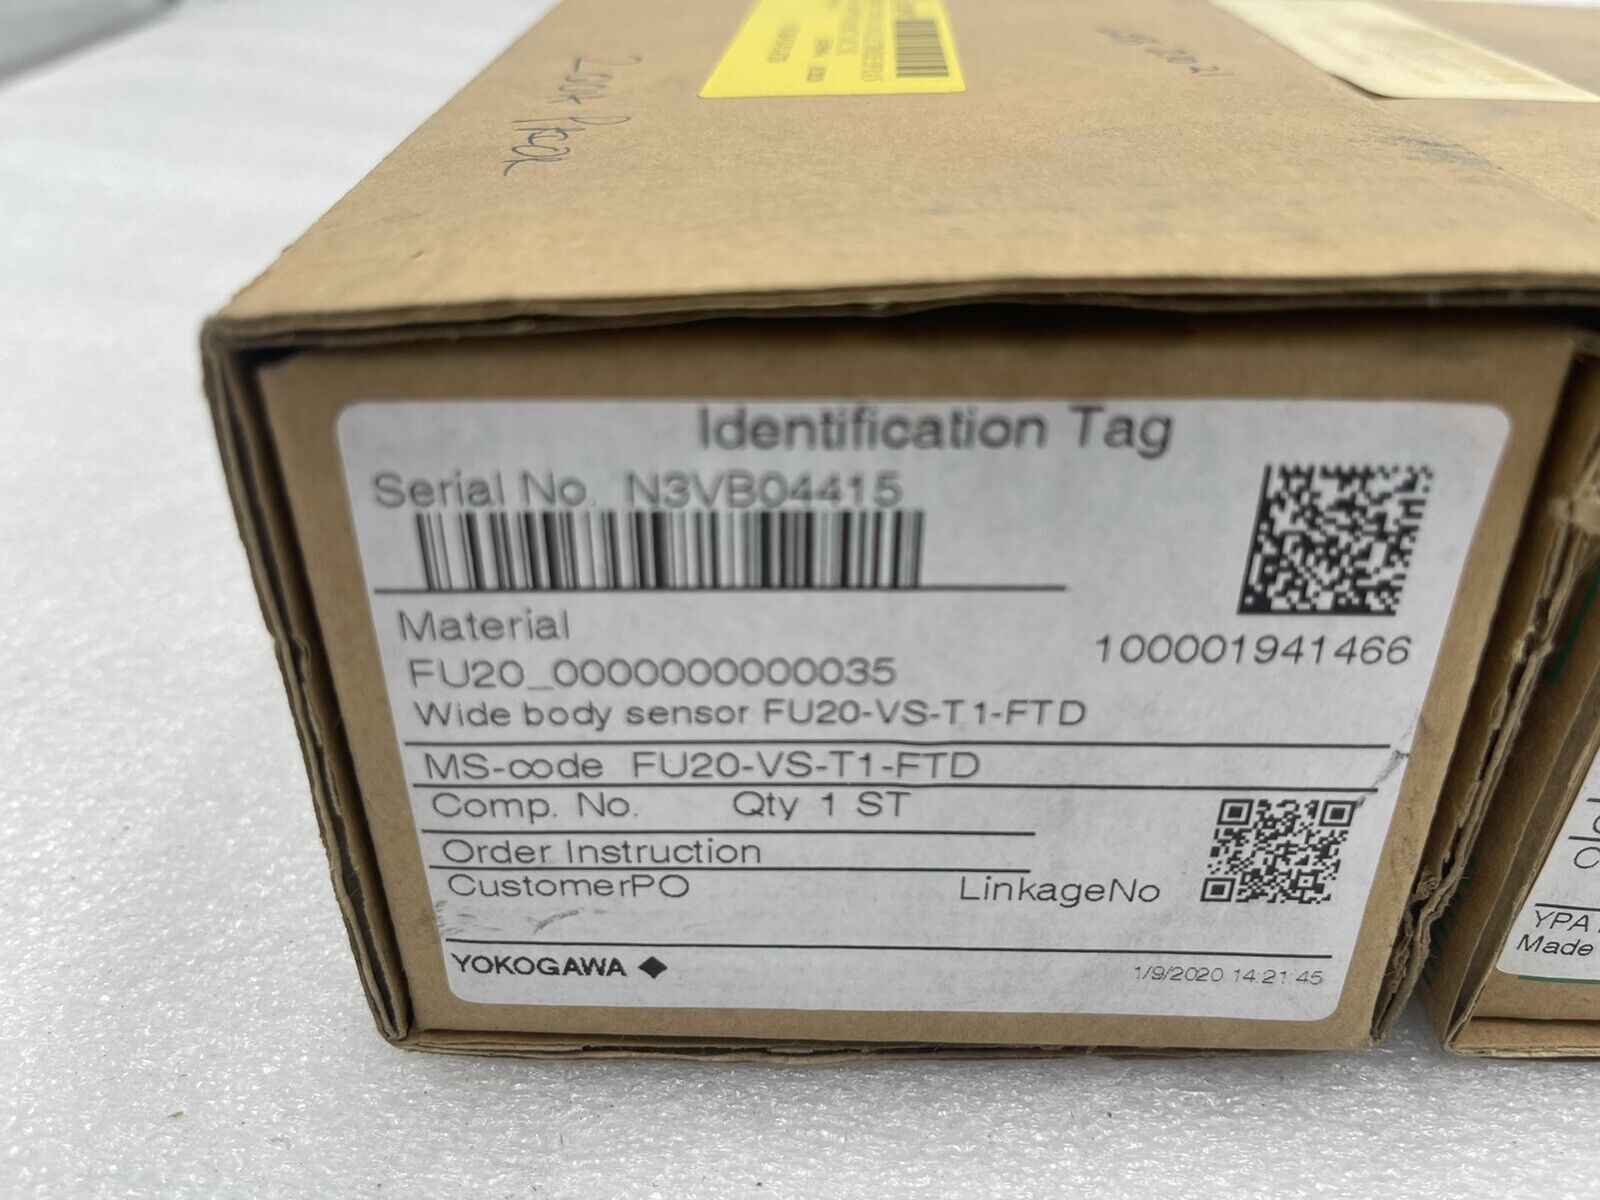 Identification Tag
Serial No. N3VB04415
Material
FU20_0000000000035
100001941466
Wide body sensor FU20-VS-T1-FTD
MS-code FU20-VS-T1-FTD
Comp. No. Qty 1 ST
Order Instruction
CustomerPO LinkageNo
YOKOGAWA
1/9/2020 14:21:45
YPA
Made